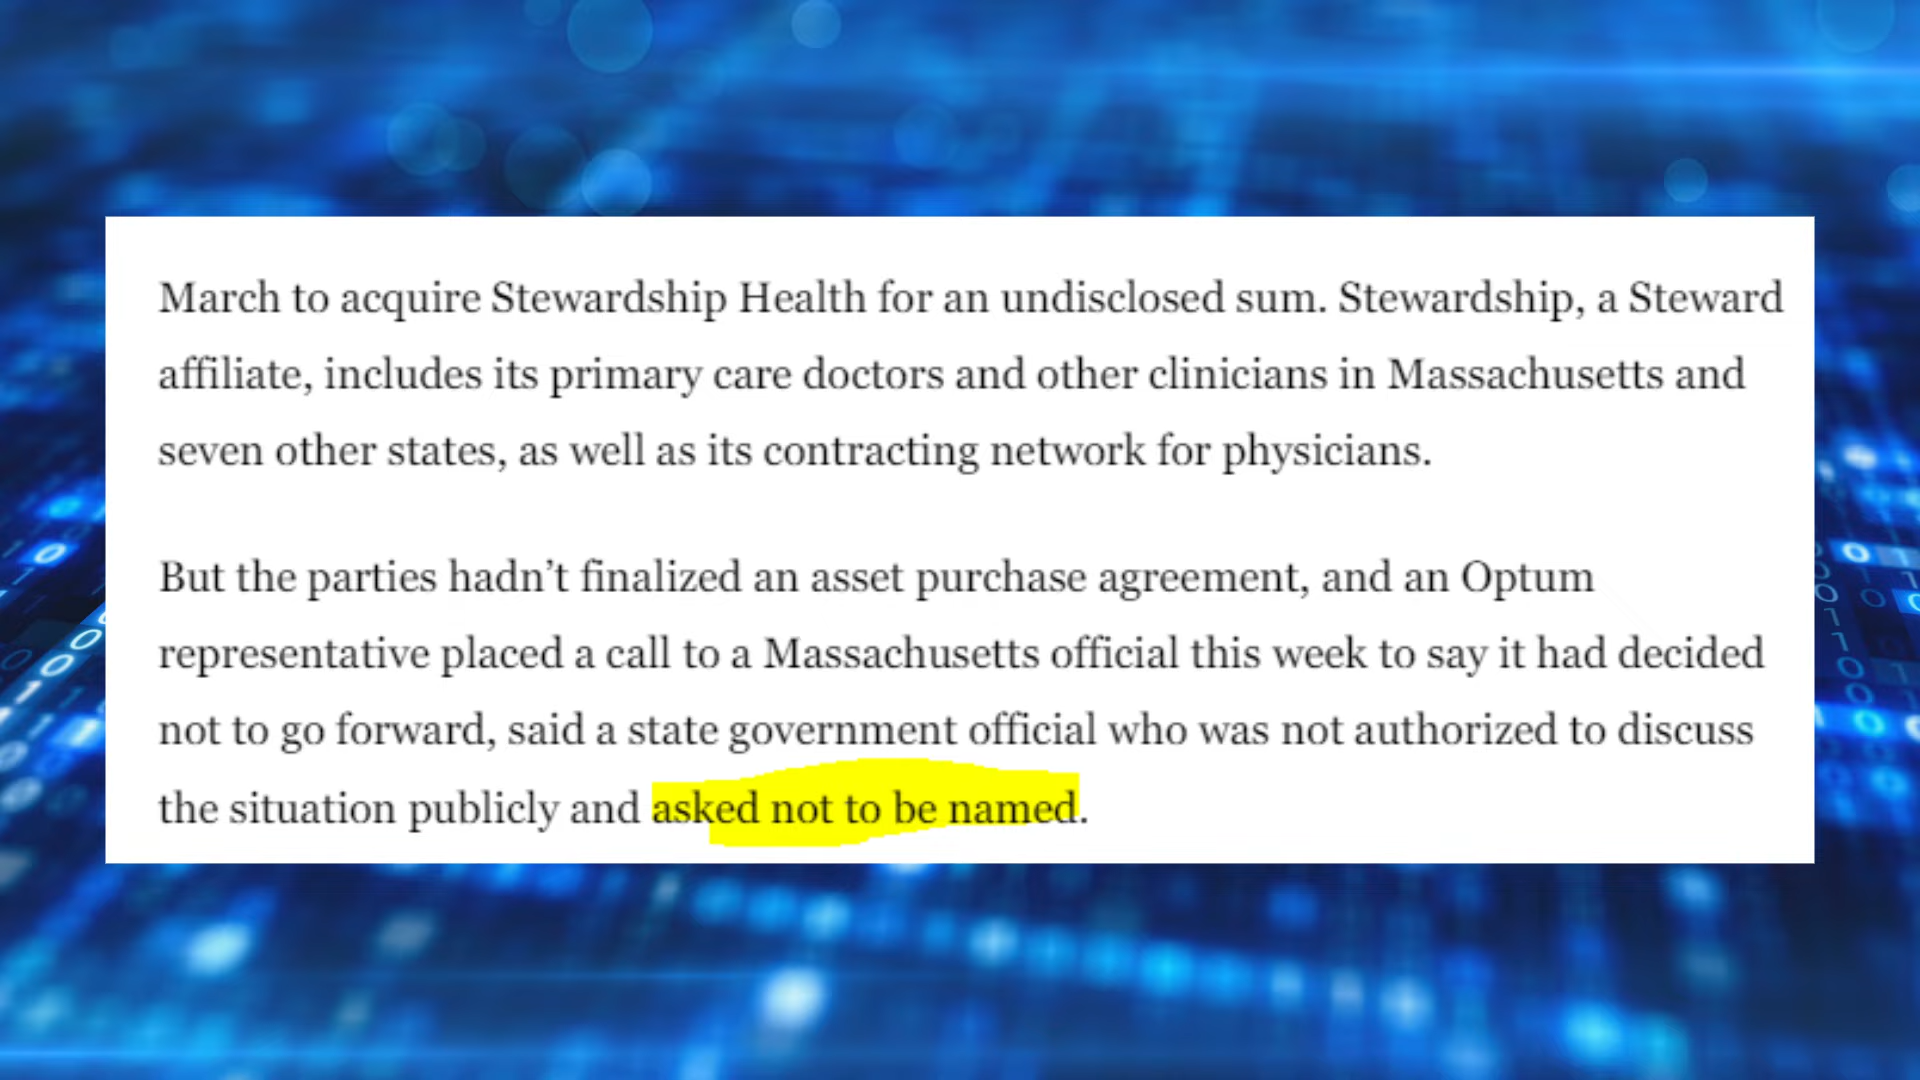 March to acquire Stewardship Health for an undisclosed sum. Stewardship, a Steward
affiliate, includes its primary care doctors and other clinicians in Massachusetts and
seven other states, as well as its contracting network for physicians.
But the parties hadn’t finalized an asset purchase agreement, and an Optum
representative placed a call to a Massachusetts official this week to say it had decided
not to go forward, said a state government official who was not authorized to discuss
the situation publicly and asked not to be named.